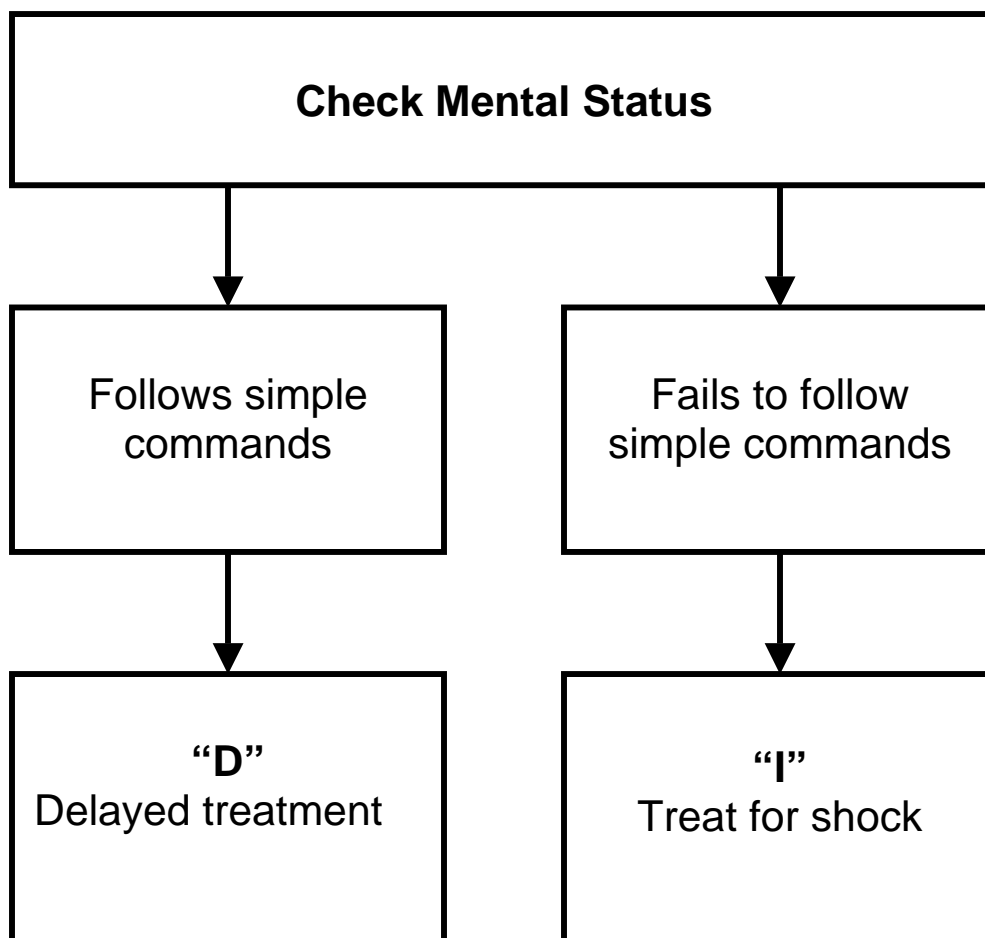 Check Mental Status
Follows simple
commands
Fails to follow
simple commands
“D”
Delayed treatment
“I”
Treat for shock